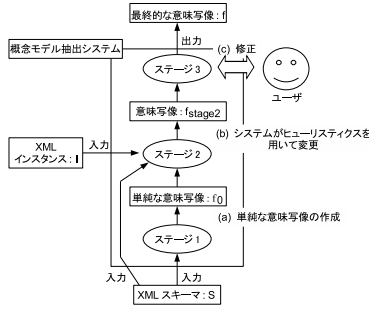 最終的な意味写像 : f
概念モデル抽出システム
出力
(c) 修正
ステージ 3
ユーザ
意味写像 : fstage2
(b) システムがヒューリスティクスを
用いて変更
XML
インスタンス : I
入力
ステージ 2
単純な意味写像 : f0
(a) 単純な意味写像の作成
ステージ 1
入力
入力
XML スキーマ : S